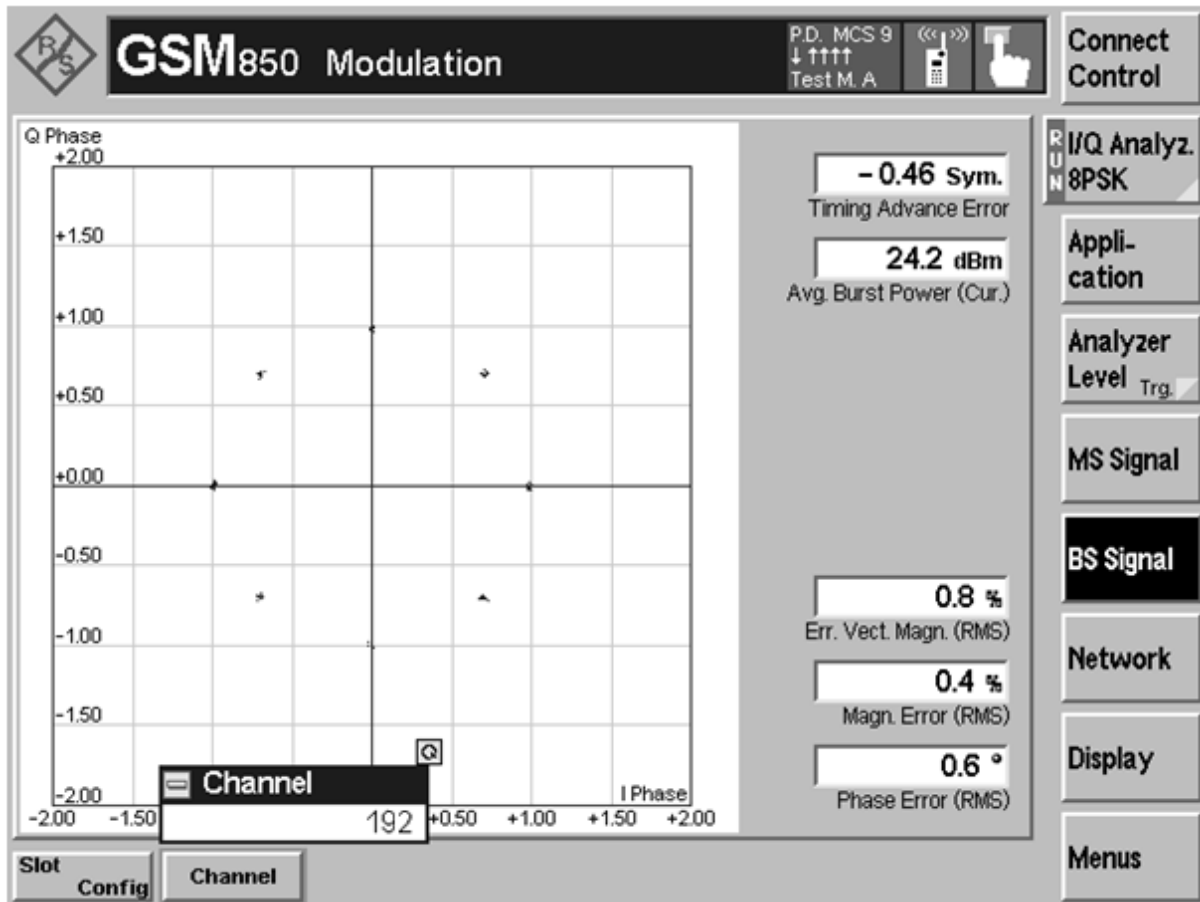 R/S
GSM850 Modulation
P.D. MCS 9
↓ ↑↑↑↑
Test M. A
Connect
Control
RUN
I/Q Analyz.
8PSK
Appli-
cation
Analyzer
Level Trg.
MS Signal
BS Signal
Network
Display
Menus
Q Phase
+2.00
+1.50
+1.00
+0.50
+0.00
-0.50
-1.00
-1.50
-2.00
I Phase
-2.00 -1.50 +0.50 +1.00 +1.50 +2.00
-0.46 Sym.
Timing Advance Error
24.2 dBm
Avg. Burst Power (Cur.)
0.8 %
Err. Vect. Magn. (RMS)
0.4 %
Magn. Error (RMS)
0.6 °
Phase Error (RMS)
Channel
192
Slot
Config
Channel